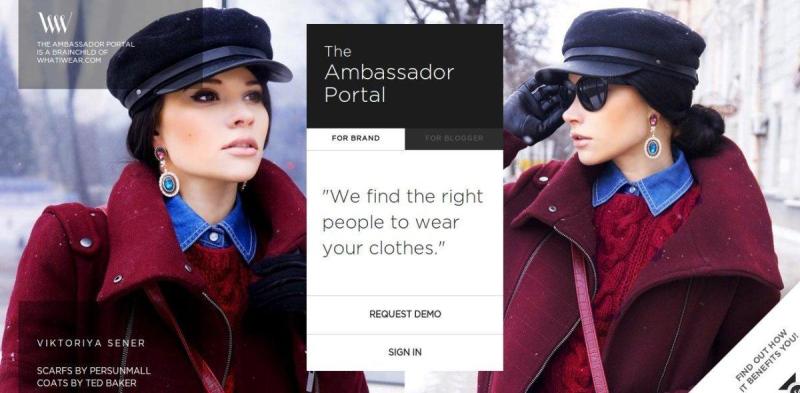 THE AMBASSADOR PORTAL
IS A BRAINCHILD OF
WHATIWEAR.COM
The
Ambassador
Portal
FOR BRAND
FOR BLOGGER
"We find the right
people to wear
your clothes."
REQUEST DEMO
SIGN IN
VIKTORIYA SENER
SCARFS BY PERSUNMALL
COATS BY TED BAKER
FIND OUT HOW
IT BENEFITS YOU!